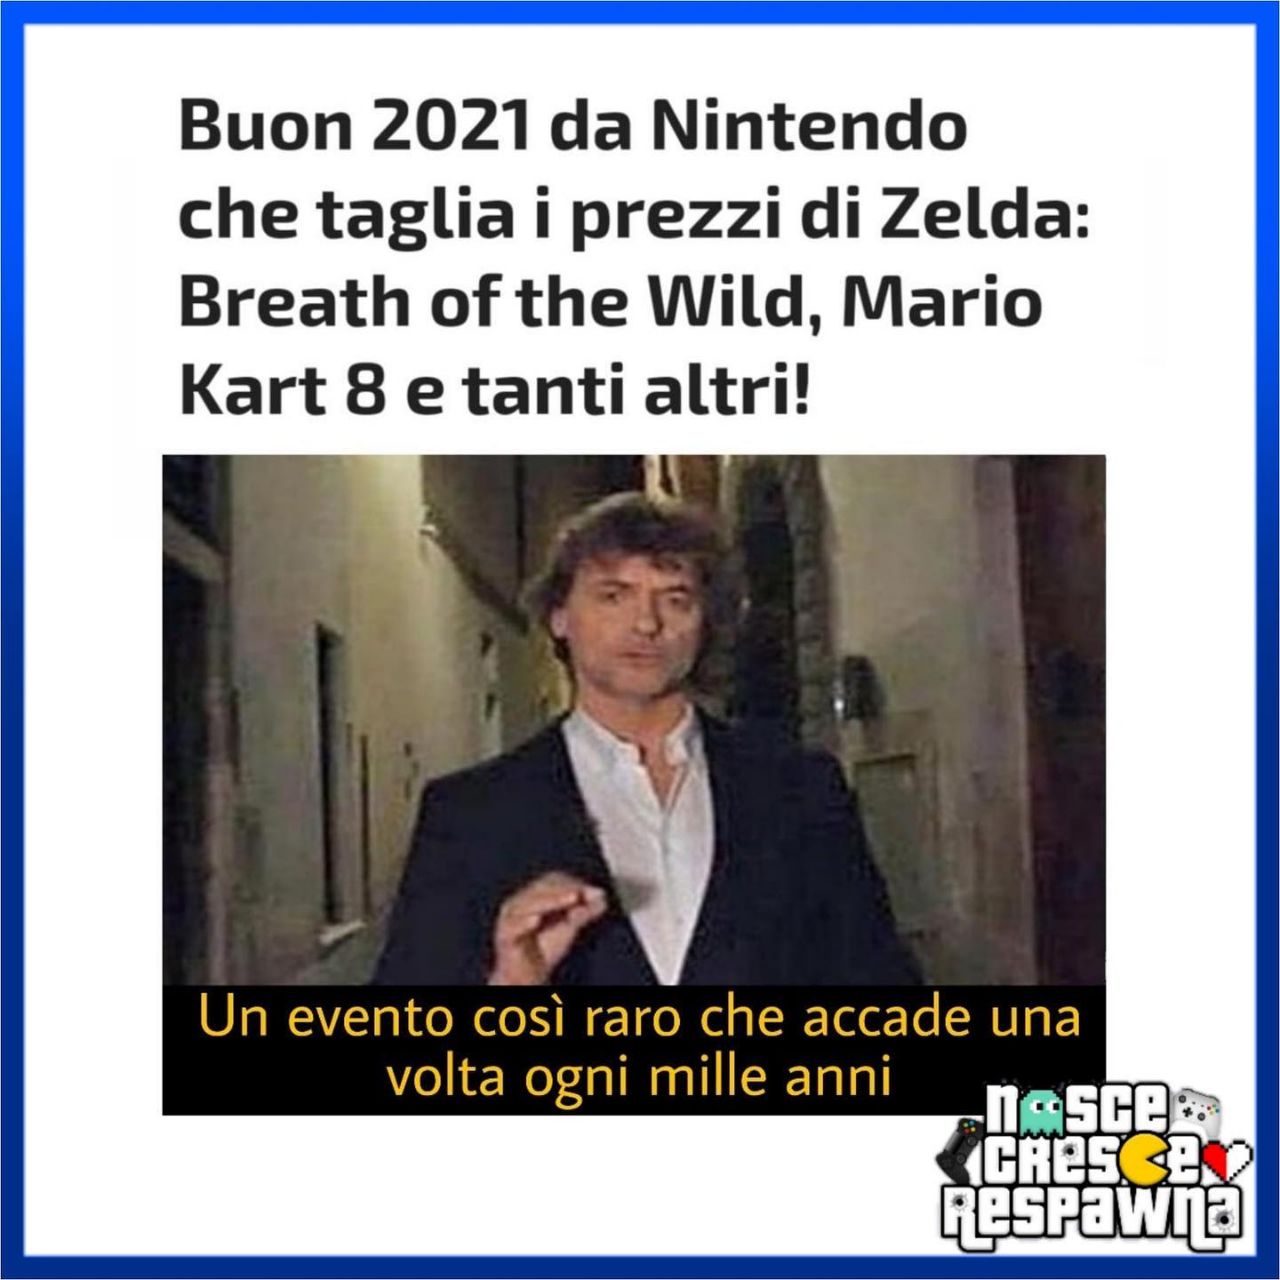 Buon 2021 da Nintendo
che taglia i prezzi di Zelda:
Breath of the Wild, Mario
Kart 8 e tanti altri!
Un evento così raro che accade una
volta ogni mille anni
NASCE
CRESCE
RESPAWNA